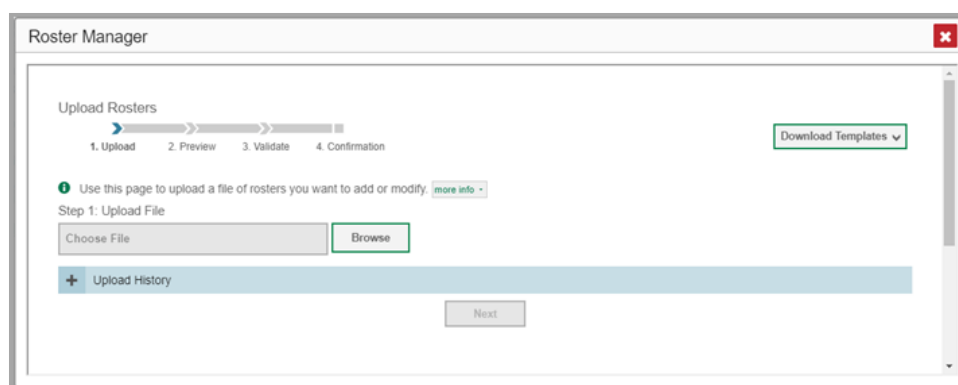 Roster Manager
Upload Rosters
Download Templates
1. Upload 2. Preview 3. Validate 4. Confirmation
Use this page to upload a file of rosters you want to add or modify. more info
Step 1: Upload File
Choose File Browse
Upload History
Next